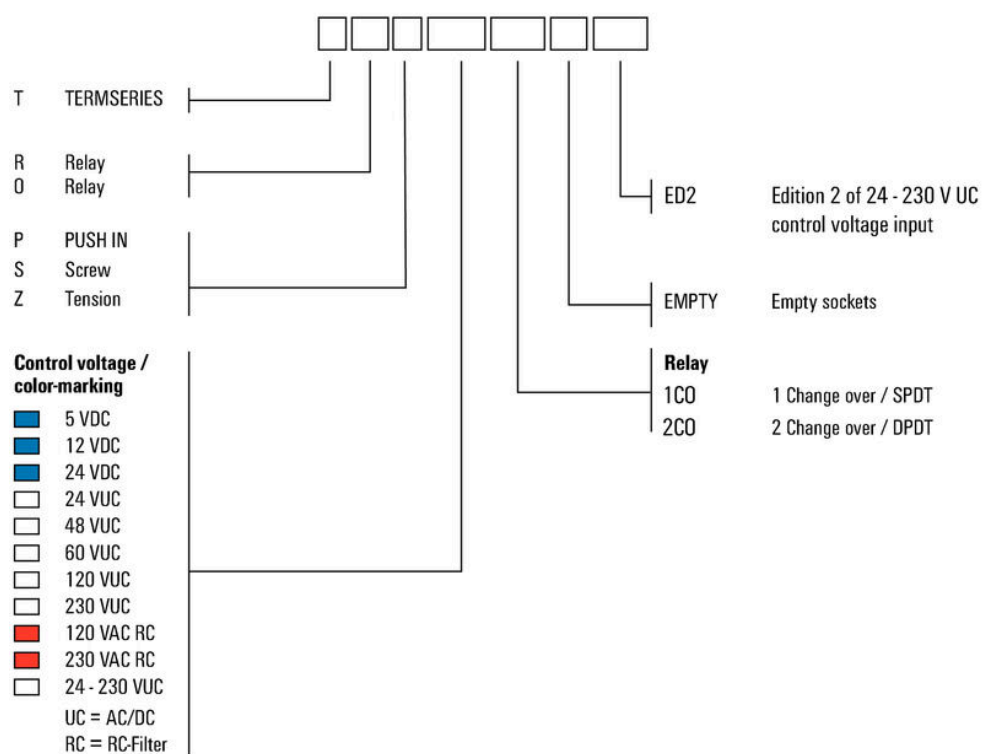 T TERMSERIES
R Relay
O Relay
P PUSH IN
S Screw
Z Tension
Control voltage /
color-marking
5 VDC
12 VDC
24 VDC
24 VUC
48 VUC
60 VUC
120 VUC
230 VUC
120 VAC RC
230 VAC RC
24 - 230 VUC
UC = AC/DC
RC = RC-Filter
ED2 Edition 2 of 24 - 230 V UC
control voltage input
EMPTY Empty sockets
Relay
1CO 1 Change over / SPDT
2CO 2 Change over / DPDT